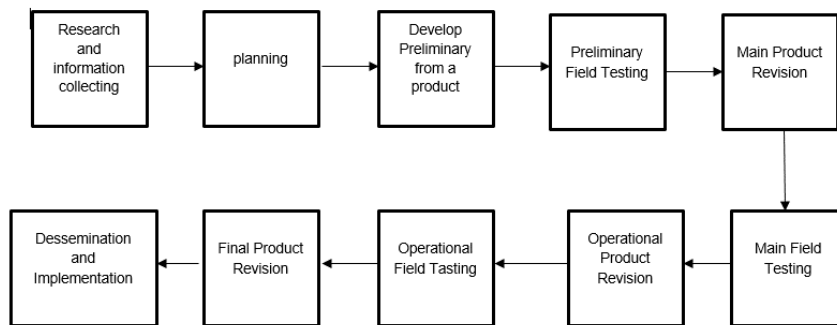 Research
and
information
collecting
planning
Develop
Preliminary
from a
product
Preliminary
Field Testing
Main Product
Revision
Main Field
Testing
Operational
Product
Revision
Operational
Field Tasting
Final Product
Revision
Dessemination
and
Implementation